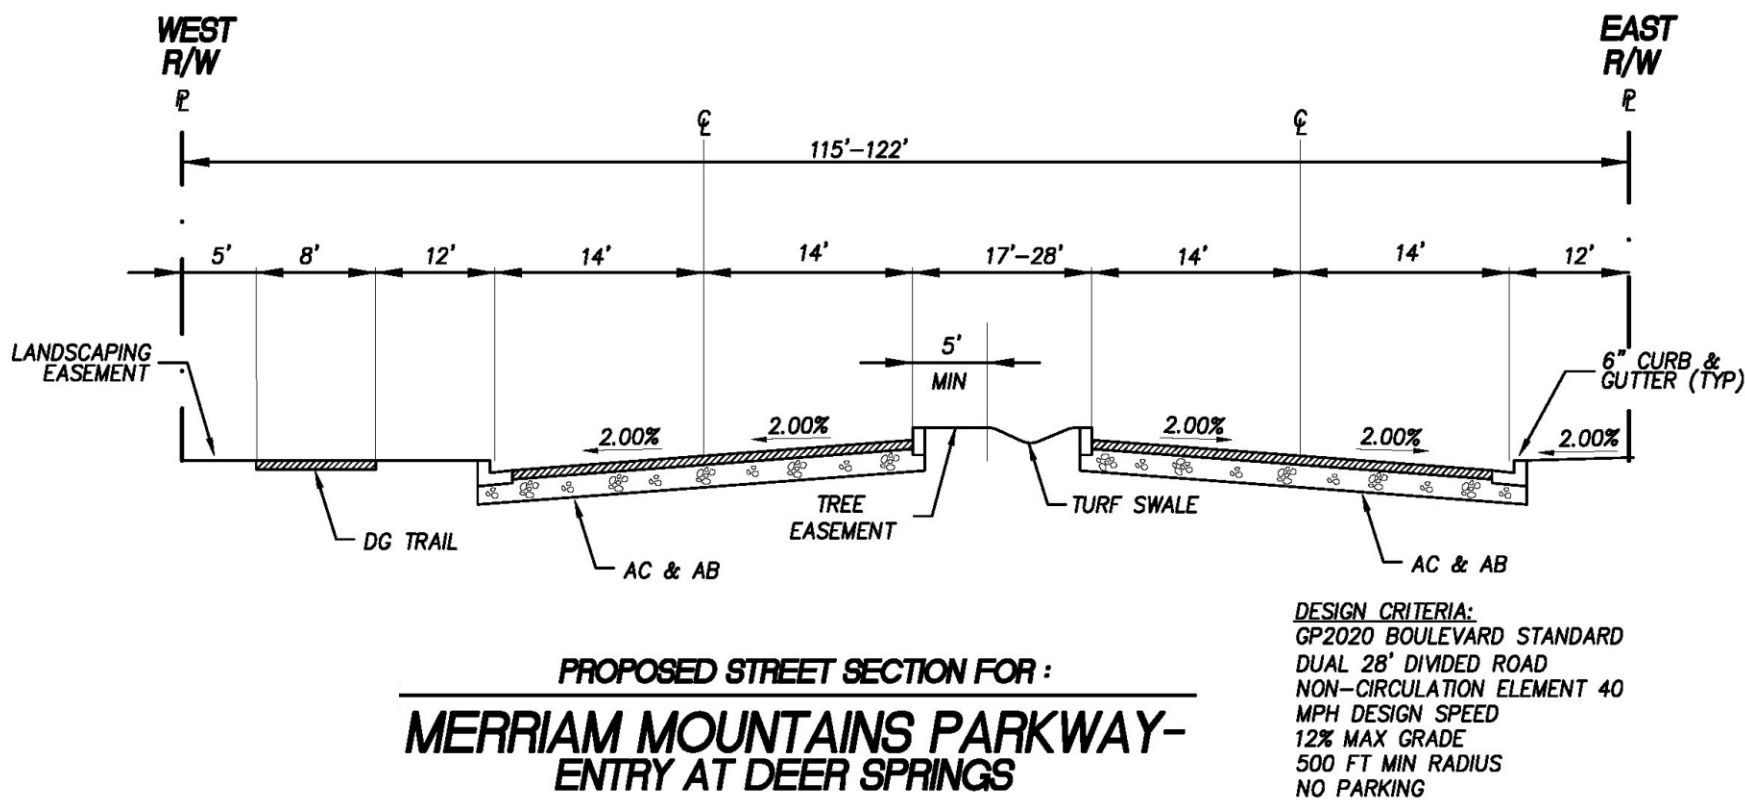 WEST
R/W
PL
EAST
R/W
PL
CL
CL
115'-122'
5'
8'
12'
14'
14'
17'-28'
14'
14'
12'
LANDSCAPING
EASEMENT
5'
MIN
6" CURB &
GUTTER (TYP)
2.00%
2.00%
2.00%
2.00%
2.00%
DG TRAIL
AC & AB
TREE
EASEMENT
TURF SWALE
AC & AB
PROPOSED STREET SECTION FOR :
MERRIAM MOUNTAINS PARKWAY-
ENTRY AT DEER SPRINGS
DESIGN CRITERIA:
GP2020 BOULEVARD STANDARD
DUAL 28' DIVIDED ROAD
NON-CIRCULATION ELEMENT 40
MPH DESIGN SPEED
12% MAX GRADE
500 FT MIN RADIUS
NO PARKING